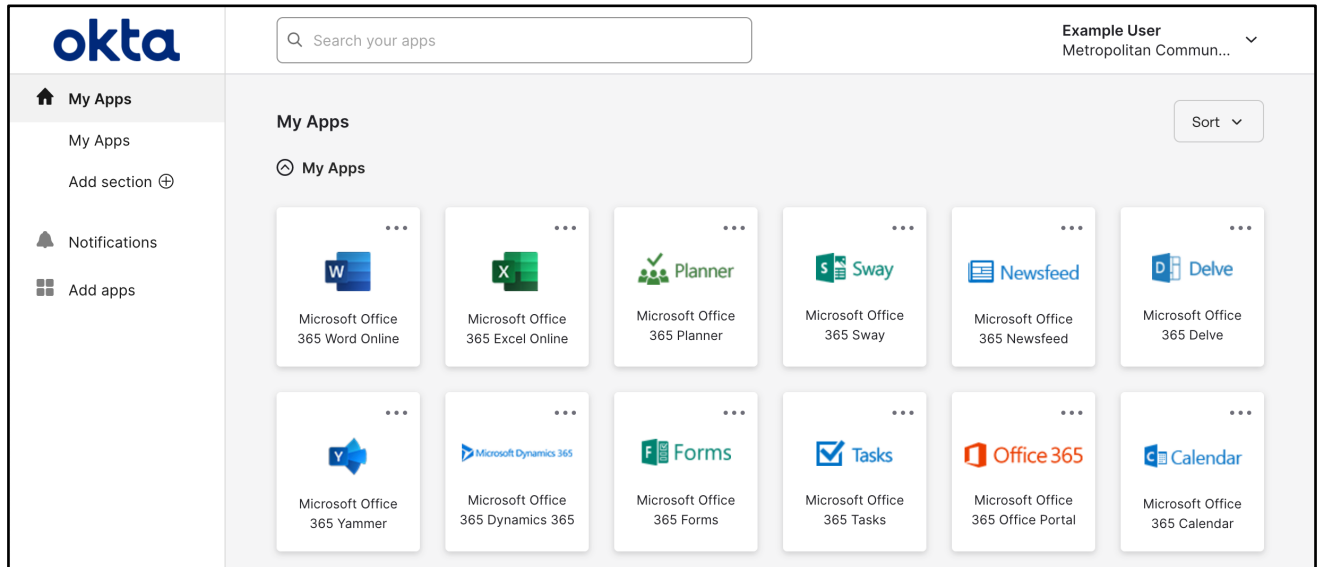 okta
Search your apps
Example User
Metropolitan Commun...
My Apps
My Apps
Add section
Notifications
Add apps
My Apps
Sort
My Apps
W
Microsoft Office
365 Word Online
X
Microsoft Office
365 Excel Online
Planner
Microsoft Office
365 Planner
S Sway
Microsoft Office
365 Sway
Newsfeed
Microsoft Office
365 Newsfeed
D Delve
Microsoft Office
365 Delve
Y
Microsoft Office
365 Yammer
Microsoft Dynamics 365
Microsoft Office
365 Dynamics 365
F Forms
Microsoft Office
365 Forms
Tasks
Microsoft Office
365 Tasks
Office 365
Microsoft Office
365 Office Portal
C Calendar
Microsoft Office
365 Calendar